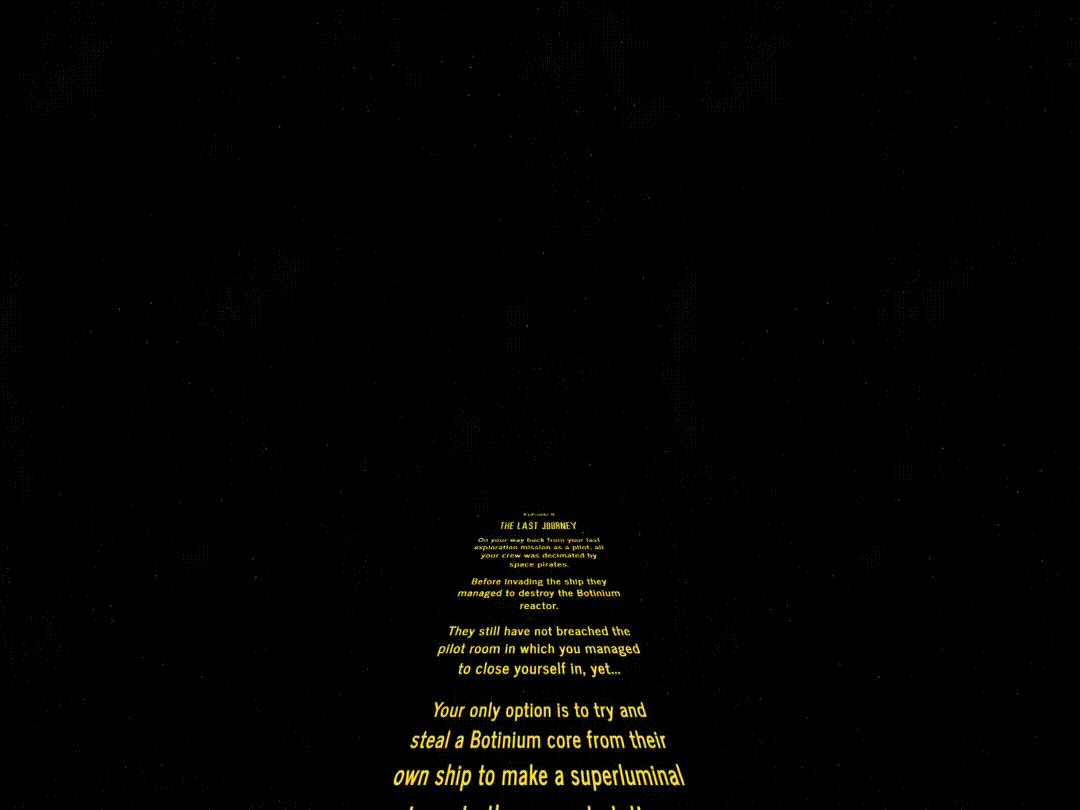 THE LAST JOURNEY
On your way back from your last
exploration mission as a pilot, all
your crew was decimated by
space pirates.
Before invading the ship they
managed to destroy the Botinium
reactor.
They still have not breached the
pilot room in which you managed
to close yourself in, yet...
Your only option is to try and
steal a Botinium core from their
own ship to make a superluminal